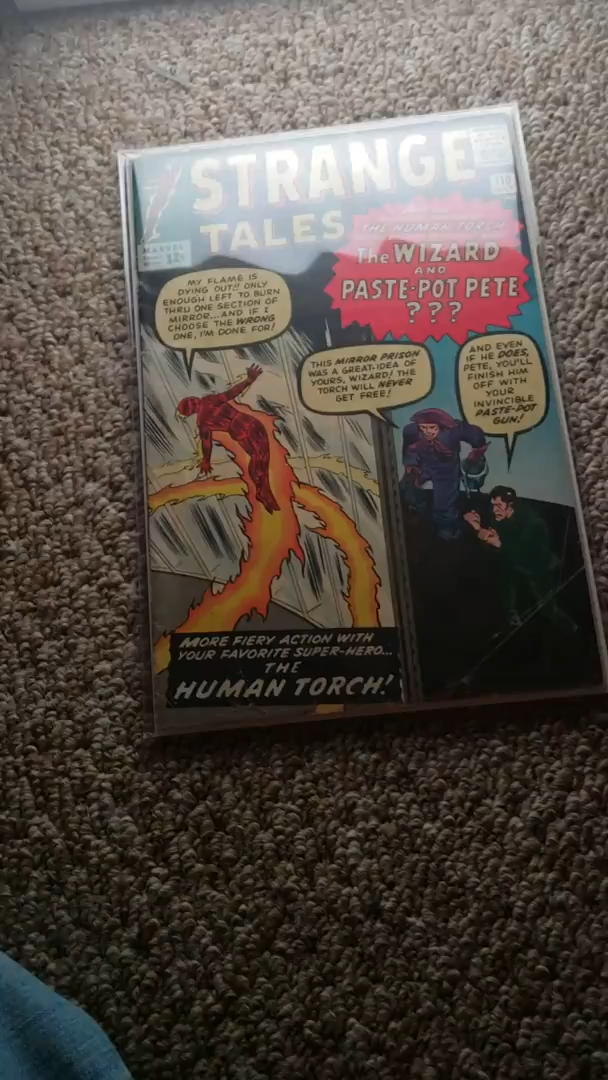 STRANGE
TALES
MARVEL
12¢
110
THE HUMAN TORCH
The WIZARD
AND
PASTE-POT PETE
???
MY FLAME IS
DYING OUT!! ONLY
ENOUGH LEFT TO BURN
THRU ONE SECTION OF
MIRROR...AND IF I
CHOOSE THE WRONG
ONE, I'M DONE FOR!
THIS MIRROR PRISON
WAS A GREAT IDEA OF
YOURS, WIZARD! THE
TORCH WILL NEVER
GET FREE!
AND EVEN
IF HE DOES,
PETE, YOU'LL
FINISH HIM
OFF WITH
YOUR
INVINCIBLE
PASTE-POT
GUN!
MORE FIERY ACTION WITH
YOUR FAVORITE SUPER-HERO...
THE
HUMAN TORCH!